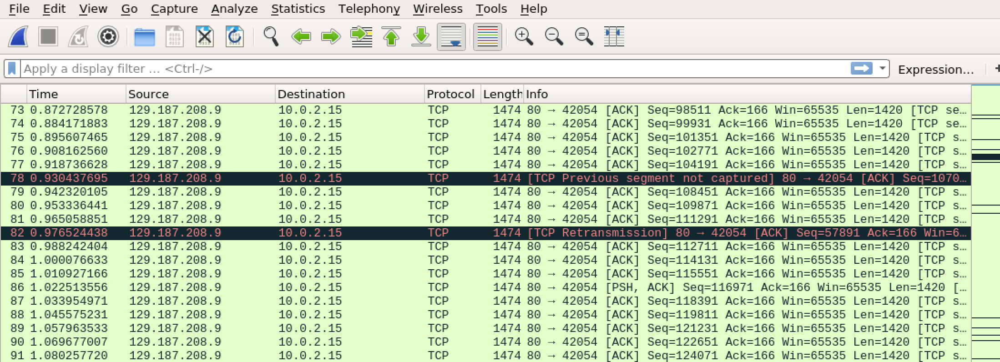 File Edit View Go Capture Analyze Statistics Telephony Wireless Tools Help
Apply a display filter … <Ctrl-/> Expression…
Time Source Destination Protocol Length Info
73 0.872728578 129.187.208.9 10.0.2.15 TCP 1474 80 → 42054 [ACK] Seq=98511 Ack=166 Win=65535 Len=1420 [TCP se…
74 0.884171883 129.187.208.9 10.0.2.15 TCP 1474 80 → 42054 [ACK] Seq=99931 Ack=166 Win=65535 Len=1420 [TCP se…
75 0.895607465 129.187.208.9 10.0.2.15 TCP 1474 80 → 42054 [ACK] Seq=101351 Ack=166 Win=65535 Len=1420 [TCP s…
76 0.908162560 129.187.208.9 10.0.2.15 TCP 1474 80 → 42054 [ACK] Seq=102771 Ack=166 Win=65535 Len=1420 [TCP s…
77 0.918736628 129.187.208.9 10.0.2.15 TCP 1474 80 → 42054 [ACK] Seq=104191 Ack=166 Win=65535 Len=1420 [TCP s…
78 0.930437695 129.187.208.9 10.0.2.15 TCP 1474 [TCP Previous segment not captured] 80 → 42054 [ACK] Seq=1070…
79 0.942320105 129.187.208.9 10.0.2.15 TCP 1474 80 → 42054 [ACK] Seq=108451 Ack=166 Win=65535 Len=1420 [TCP s…
80 0.953336441 129.187.208.9 10.0.2.15 TCP 1474 80 → 42054 [ACK] Seq=109871 Ack=166 Win=65535 Len=1420 [TCP s…
81 0.965058851 129.187.208.9 10.0.2.15 TCP 1474 80 → 42054 [ACK] Seq=111291 Ack=166 Win=65535 Len=1420 [TCP s…
82 0.976524438 129.187.208.9 10.0.2.15 TCP 1474 [TCP Retransmission] 80 → 42054 [ACK] Seq=57891 Ack=166 Win=6…
83 0.988242404 129.187.208.9 10.0.2.15 TCP 1474 80 → 42054 [ACK] Seq=112711 Ack=166 Win=65535 Len=1420 [TCP s…
84 1.000076633 129.187.208.9 10.0.2.15 TCP 1474 80 → 42054 [ACK] Seq=114131 Ack=166 Win=65535 Len=1420 [TCP s…
85 1.010927166 129.187.208.9 10.0.2.15 TCP 1474 80 → 42054 [ACK] Seq=115551 Ack=166 Win=65535 Len=1420 [TCP s…
86 1.022513556 129.187.208.9 10.0.2.15 TCP 1474 80 → 42054 [PSH, ACK] Seq=116971 Ack=166 Win=65535 Len=1420 […
87 1.033954971 129.187.208.9 10.0.2.15 TCP 1474 80 → 42054 [ACK] Seq=118391 Ack=166 Win=65535 Len=1420 [TCP s…
88 1.045575231 129.187.208.9 10.0.2.15 TCP 1474 80 → 42054 [ACK] Seq=119811 Ack=166 Win=65535 Len=1420 [TCP s…
89 1.057963533 129.187.208.9 10.0.2.15 TCP 1474 80 → 42054 [ACK] Seq=121231 Ack=166 Win=65535 Len=1420 [TCP s…
90 1.069677007 129.187.208.9 10.0.2.15 TCP 1474 80 → 42054 [ACK] Seq=122651 Ack=166 Win=65535 Len=1420 [TCP s…
91 1.080257720 129.187.208.9 10.0.2.15 TCP 1474 80 → 42054 [ACK] Seq=124071 Ack=166 Win=65535 Len=1420 [TCP s…